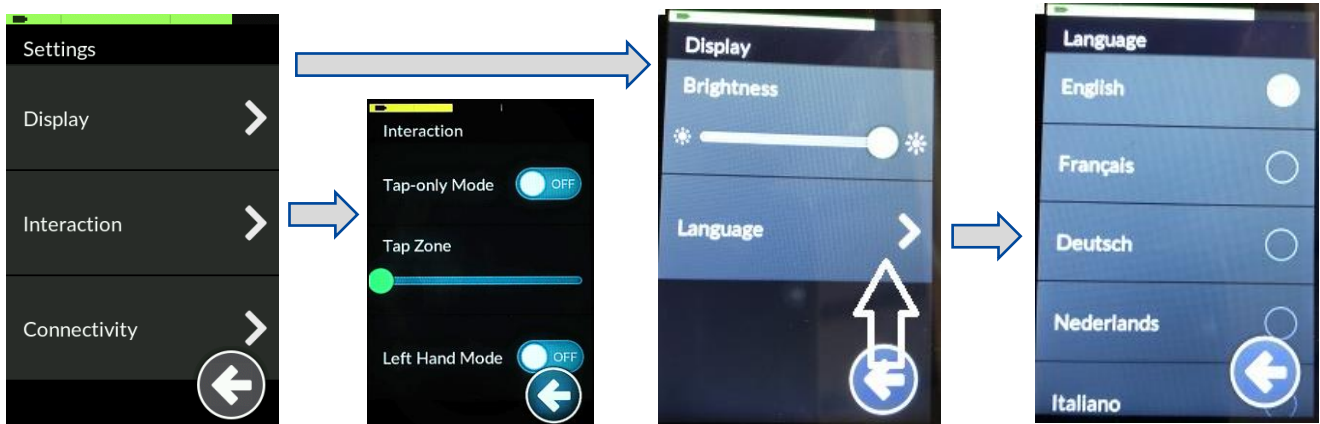 Settings
Display
Interaction
Connectivity
Interaction
Tap-only Mode OFF
Tap Zone
Left Hand Mode OFF
Display
Brightness
Language
Language
English
Français
Deutsch
Nederlands
Italiano